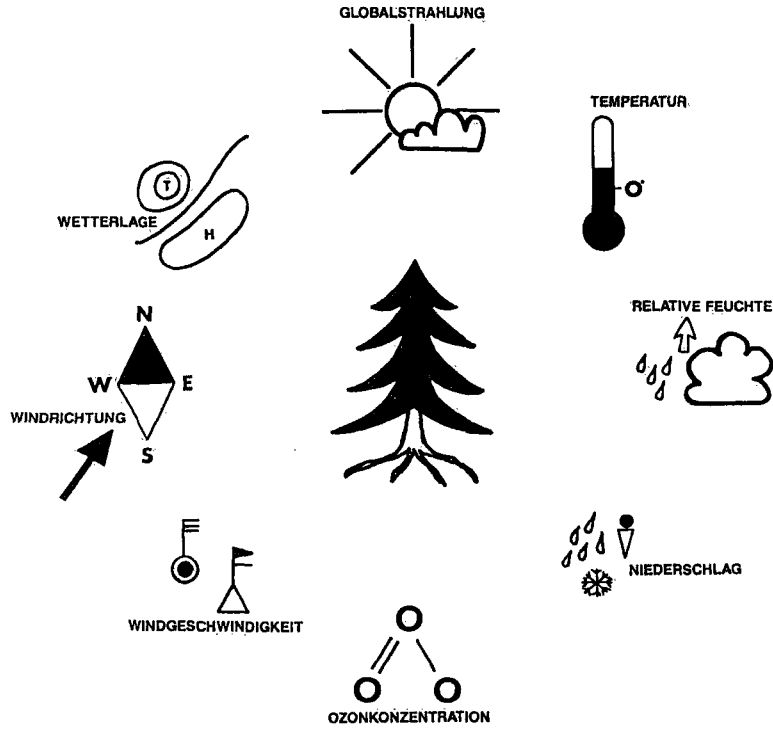 GLOBALSTRAHLUNG
TEMPERATUR
O°
T
WETTERLAGE
H
RELATIVE FEUCHTE
N
W E
WINDRICHTUNG
S
NIEDERSCHLAG
WINDGESCHWINDIGKEIT
O
O O
OZONKONZENTRATION